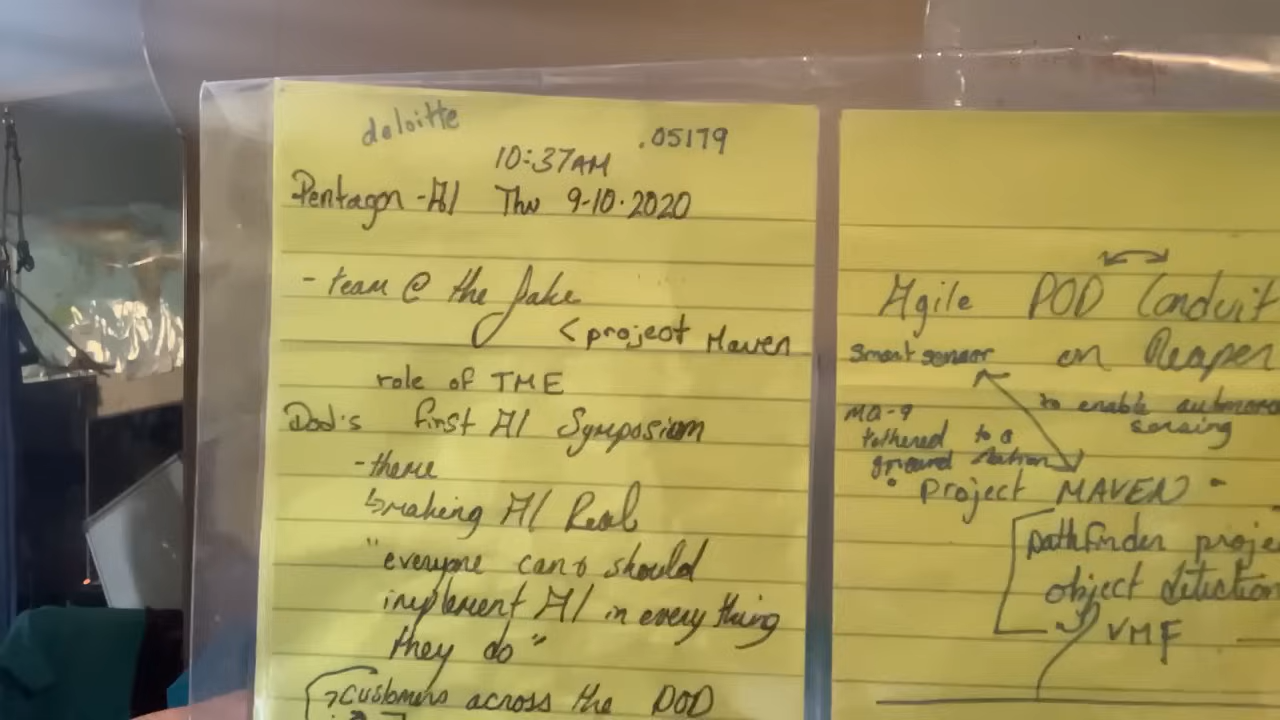 deloitte .05179
10:37AM
Pentagon - AI Thu 9-10-2020
- team @ the Jake
< project Maven
role of TME
Dod's first AI Symposium
- theme
↳ making AI Real
"everyone can & should
implement AI in every thing
they do"
Customers across the DOD
Agile POD Conduit
smart sensor on Reaper
MQ-9 to enable
tethered to a sensing
ground station
• Project MAVEN -
pathfinder
object detection
VMF